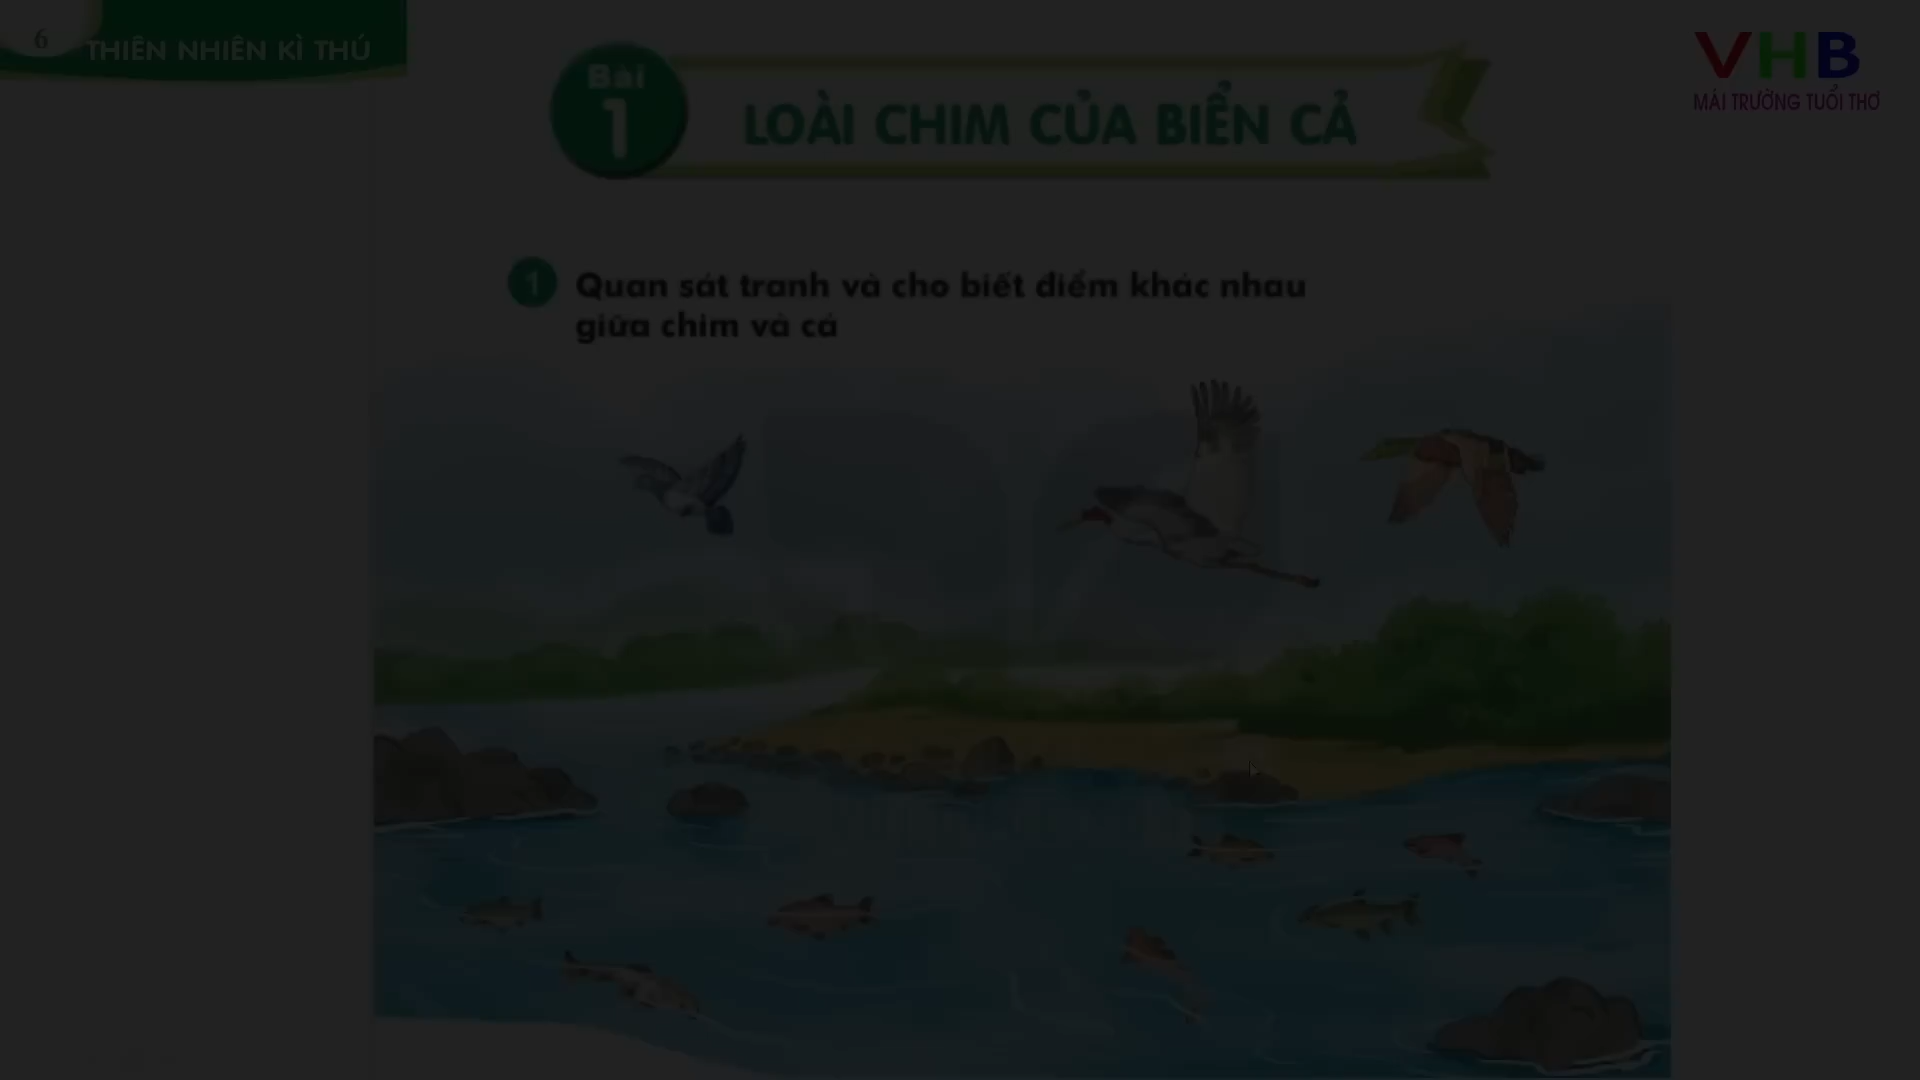 6
THIÊN NHIÊN KÌ THÚ
VHB
MÁI TRƯỜNG TUỔI THƠ
Bài
1
LOÀI CHIM CỦA BIỂN CẢ
1
Quan sát tranh và cho biết điểm khác nhau
giữa chim và cá